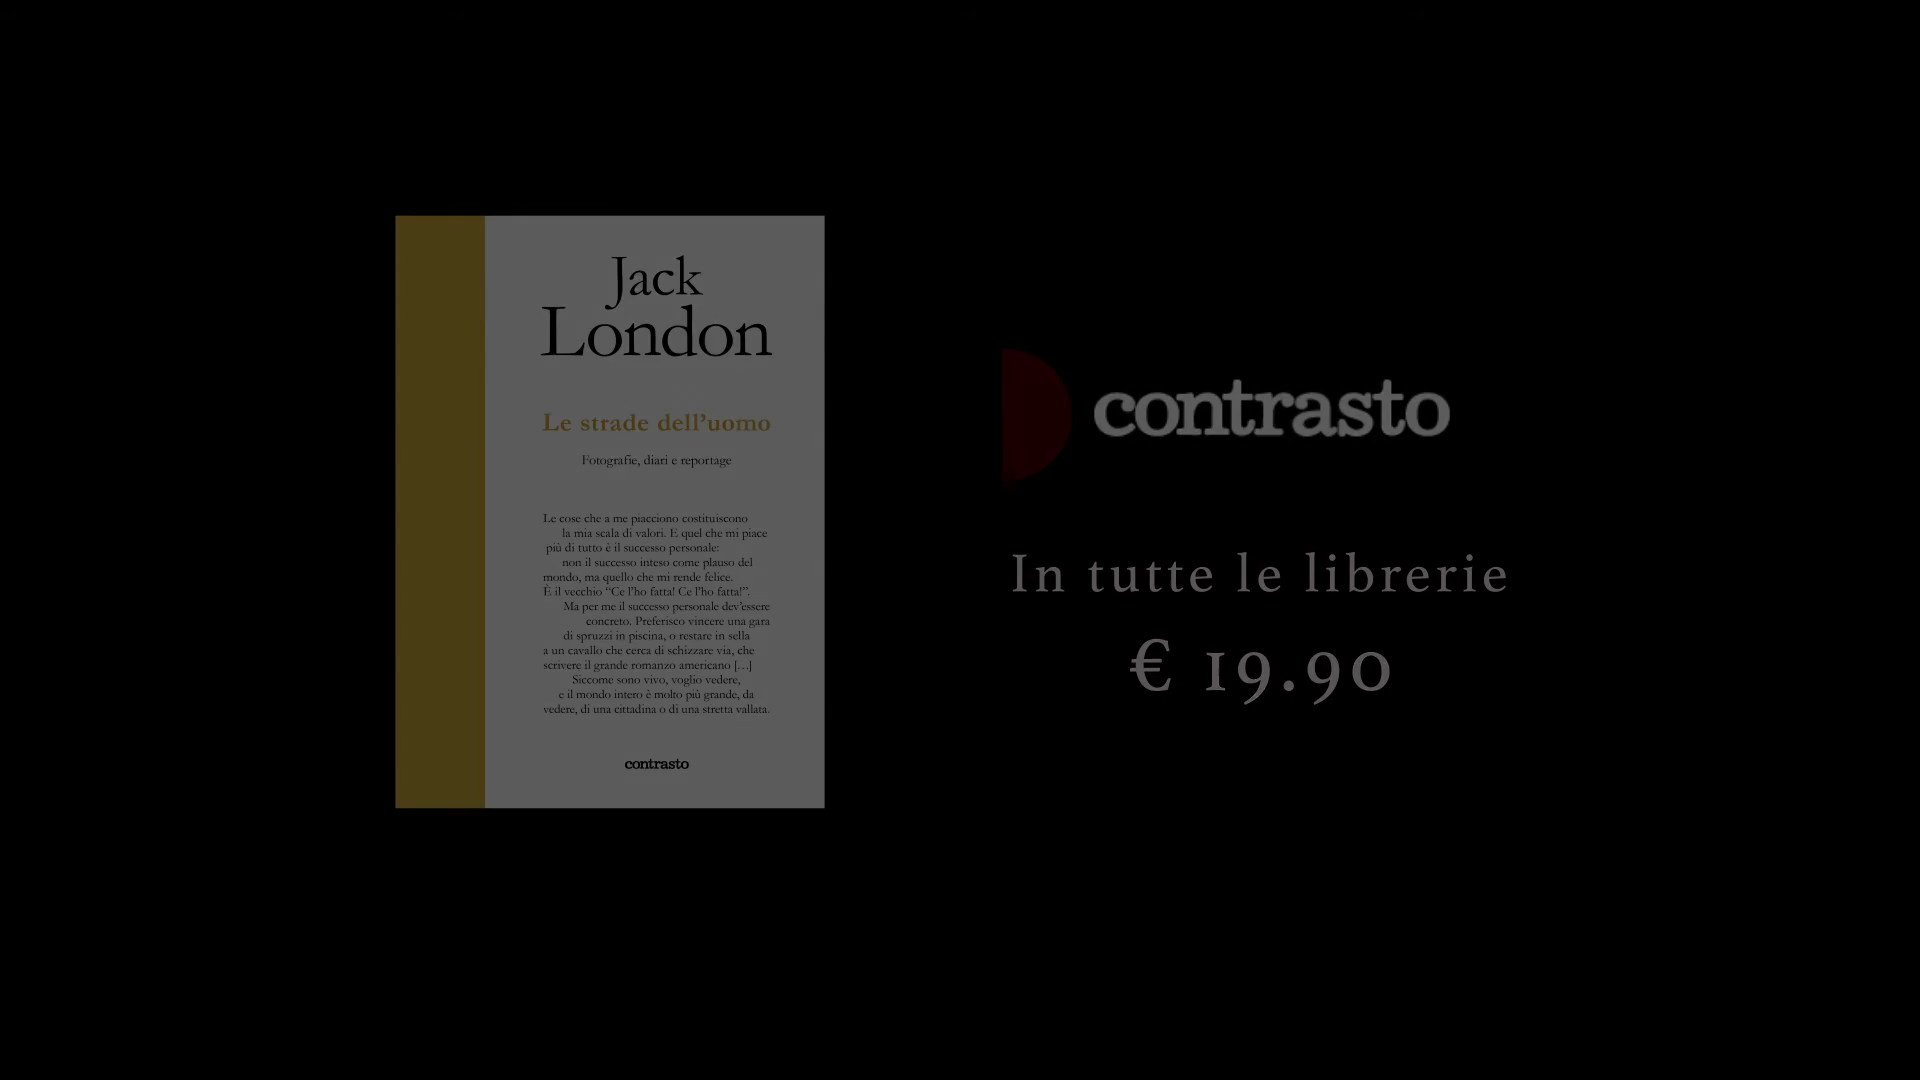 Jack
London
Le strade dell'uomo
Fotografie, diari e reportage
Le cose che a me piacciono costituiscono
la mia scala di valori. E quel che mi piace
più di tutto è il successo personale:
non il successo inteso come plauso del
mondo, ma quello che mi rende felice.
È il vecchio “Ce l’ho fatta! Ce l’ho fatta!”.
Ma per me il successo personale dev’essere
concreto. Preferisco vincere una gara
di spruzzi in piscina, o restare in sella
a un cavallo che cerca di schizzare via, che
scrivere il grande romanzo americano [...]
Siccome sono vivo, voglio vedere,
e il mondo intero è molto più grande, da
vedere, di una cittadina o di una stretta vallata.
contrasto
contrasto
In tutte le librerie
€ 19.90